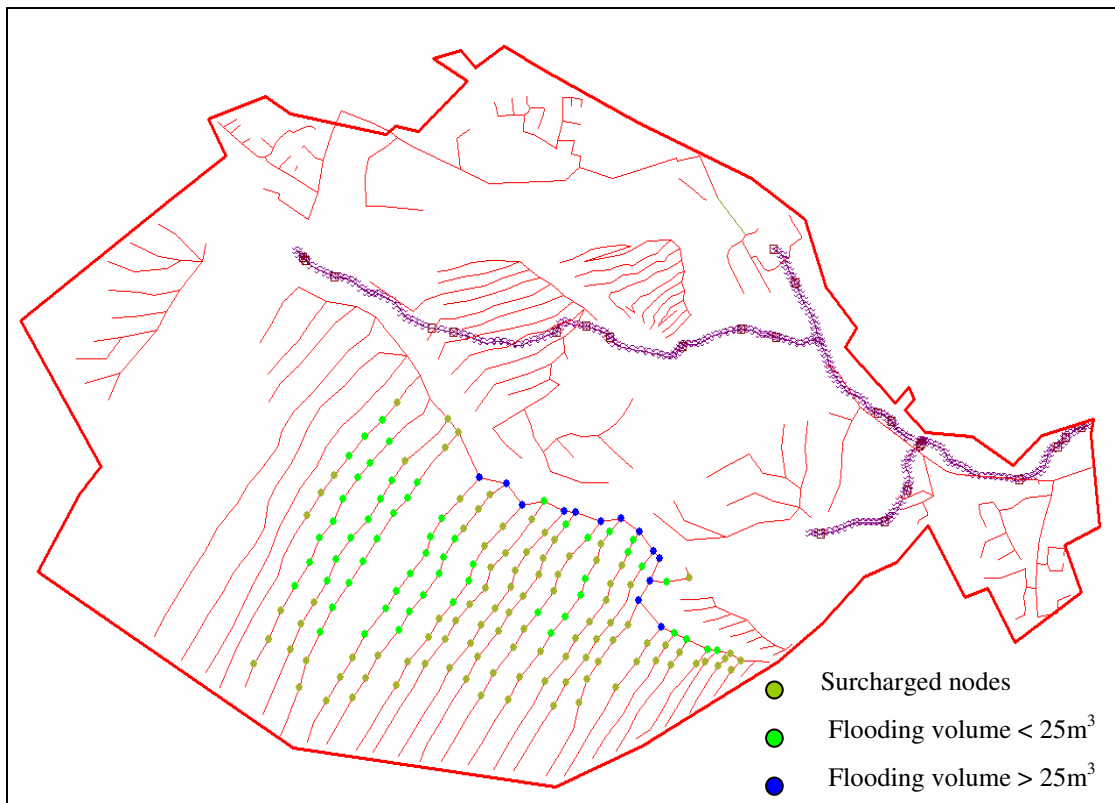 Surcharged nodes
Flooding volume < 25m³
Flooding volume > 25m³